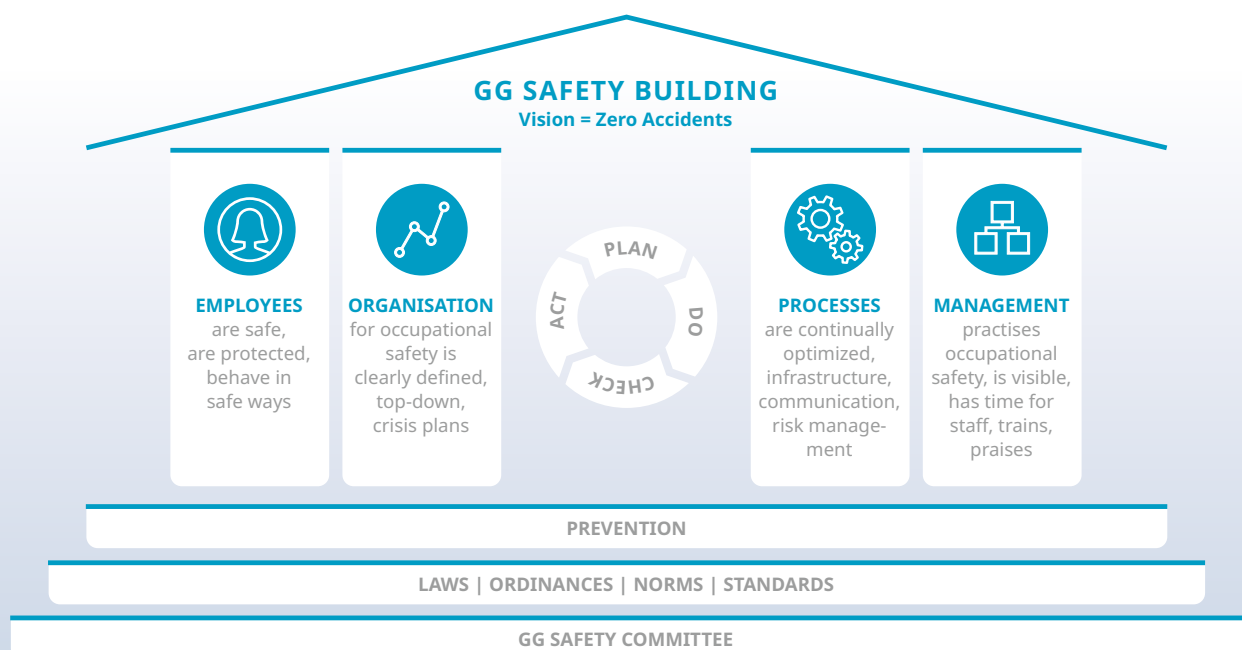 GG SAFETY BUILDING
Vision = Zero Accidents
EMPLOYEES
are safe,
are protected,
behave in
safe ways
ORGANISATION
for occupational
safety is
clearly defined,
top-down,
crisis plans
PLAN
DO
CHECK
ACT
PROCESSES
are continually
optimized,
infrastructure,
communication,
risk manage-
ment
MANAGEMENT
practises
occupational
safety, is visible,
has time for
staff, trains,
praises
PREVENTION
LAWS | ORDINANCES | NORMS | STANDARDS
GG SAFETY COMMITTEE